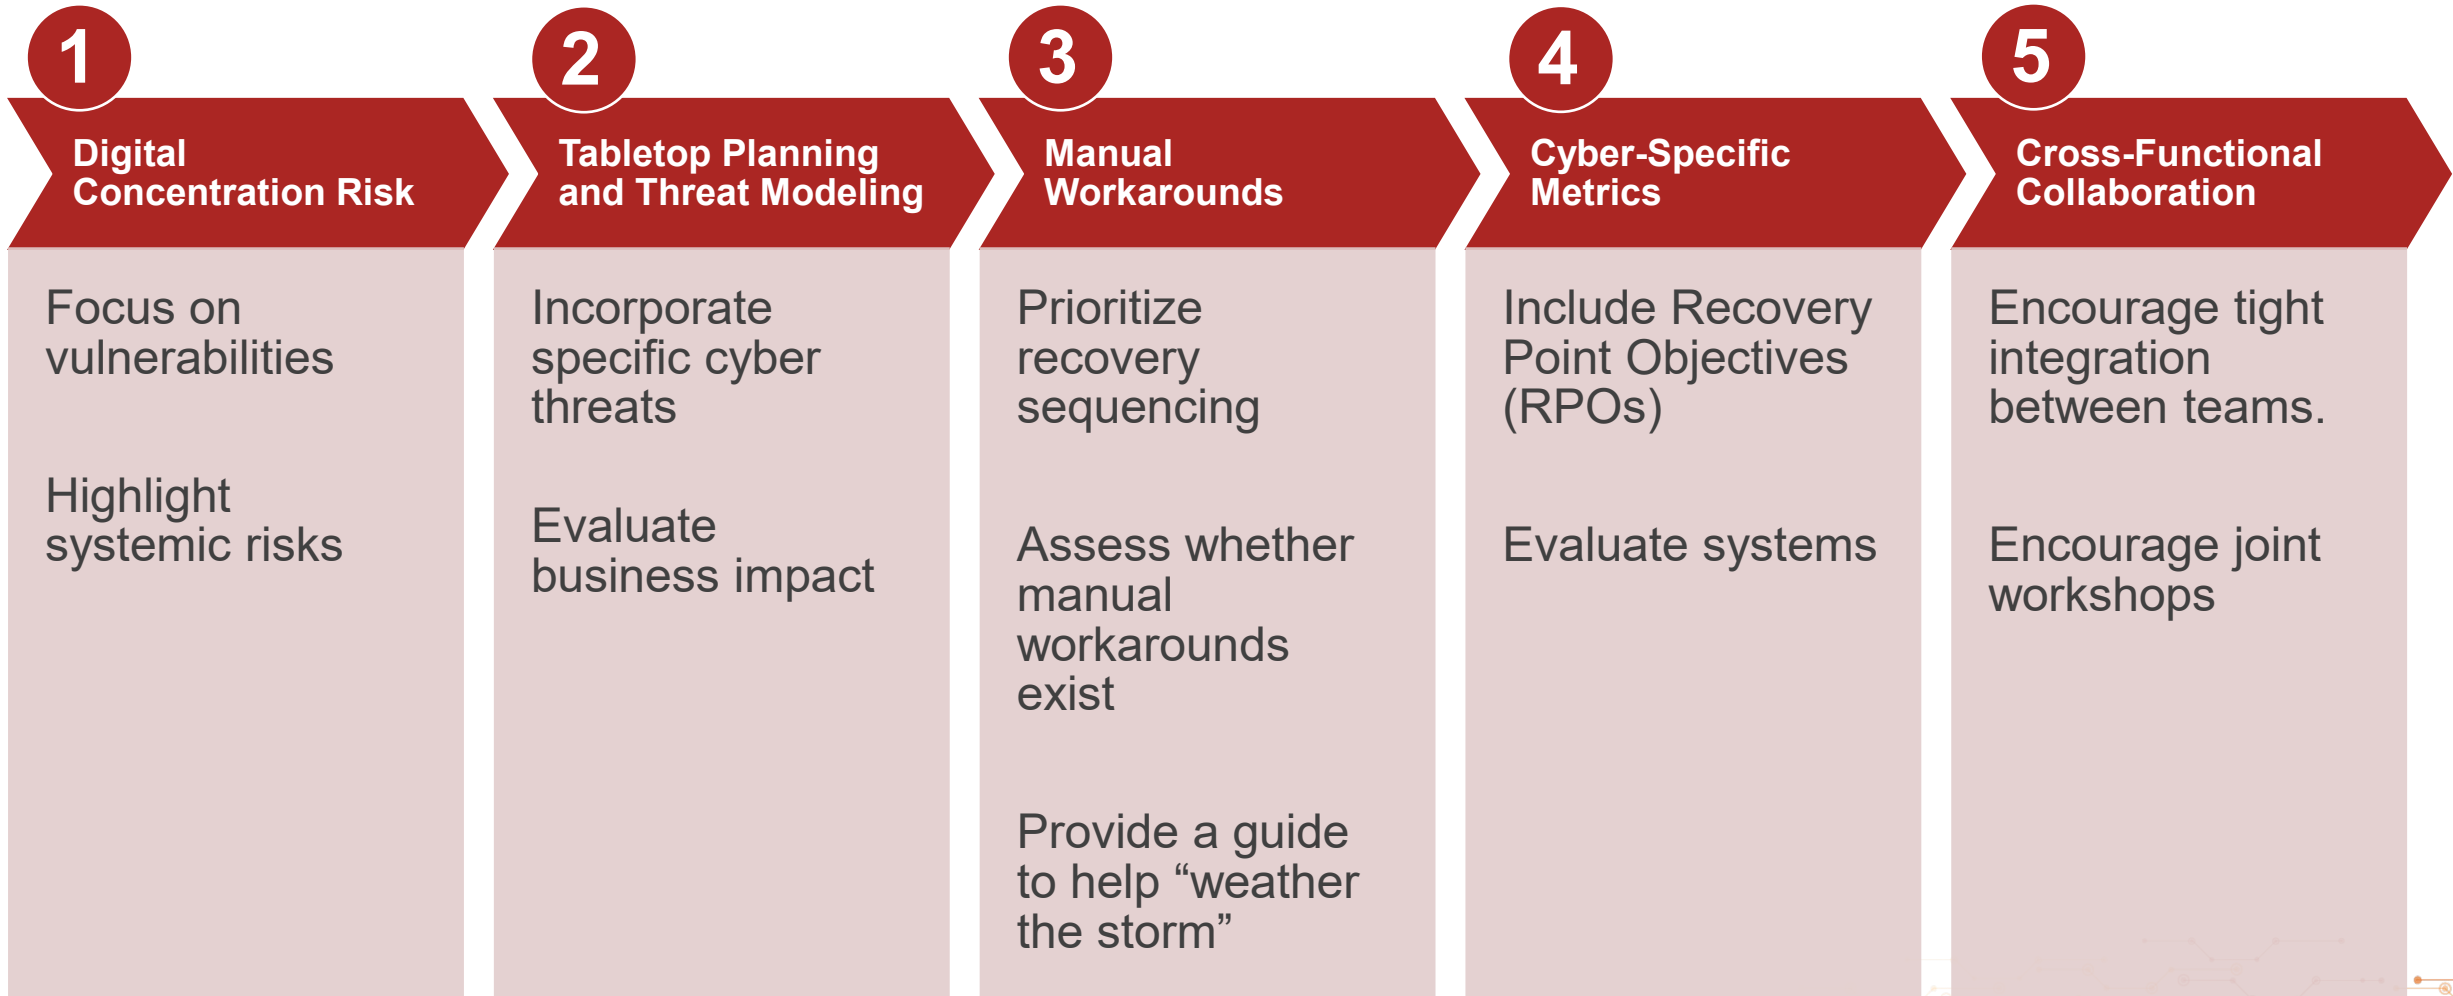 1
Digital
Concentration Risk
Focus on
vulnerabilities
Highlight
systemic risks
2
Tabletop Planning
and Threat Modeling
Incorporate
specific cyber
threats
Evaluate
business impact
3
Manual
Workarounds
Prioritize
recovery
sequencing
Assess whether
manual
workarounds
exist
Provide a guide
to help “weather
the storm”
4
Cyber-Specific
Metrics
Include Recovery
Point Objectives
(RPOs)
Evaluate systems
5
Cross-Functional
Collaboration
Encourage tight
integration
between teams.
Encourage joint
workshops